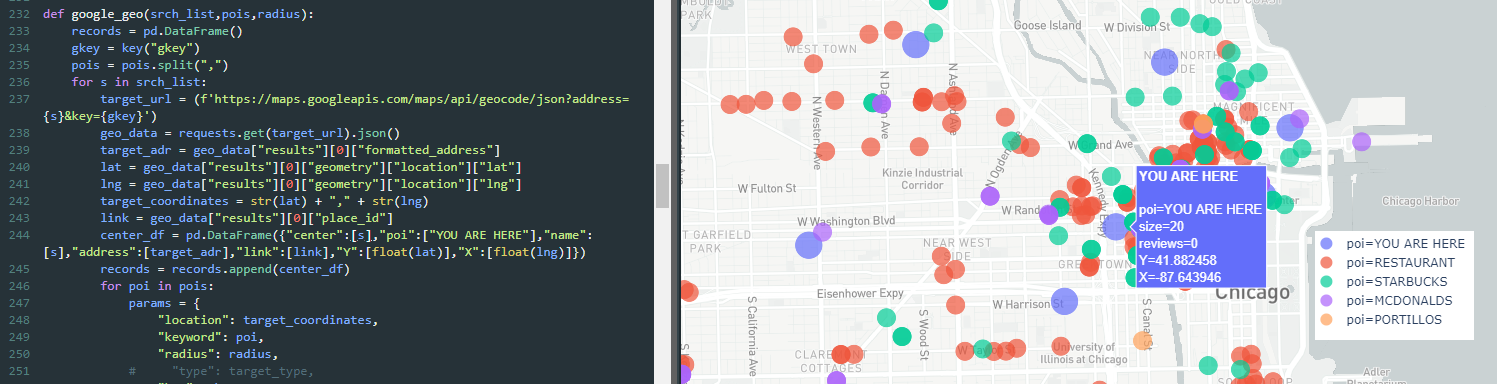 232 def google_geo(srch_list,pois,radius):
233 records = pd.DataFrame()
234 gkey = key("gkey")
235 pois = pois.split(",")
236 for s in srch_list:
237 target_url = (f'https://maps.googleapis.com/maps/api/geocode/json?address=
{s}&key={gkey}')
238 geo_data = requests.get(target_url).json()
239 target_adr = geo_data["results"][0]["formatted_address"]
240 lat = geo_data["results"][0]["geometry"]["location"]["lat"]
241 lng = geo_data["results"][0]["geometry"]["location"]["lng"]
242 target_coordinates = str(lat) + "," + str(lng)
243 link = geo_data["results"][0]["place_id"]
244 center_df = pd.DataFrame({"center":[s],"poi":["YOU ARE HERE"],"name":
[s],"address":[target_adr],"link":[link],"Y":[float(lat)],"X":[float(lng)]})
245 records = records.append(center_df)
246 for poi in pois:
247 params = {
248 "location": target_coordinates,
249 "keyword": poi,
250 "radius": radius,
251 # "type": target_type,
PARK
Goose Island
W Division St
WEST TOWN
NEAR NORTH
SIDE
N Western Ave
MAGNIFICENT
N Ogden
Kinzie Industrial
Corridor
W Fulton St
Kennedy Expy
W Washington Blvd
W Rand
T GARFIELD
PARK
NEAR WEST
SIDE
Eisenhower Expy
W Harrison St
S California Ave
S Wood St
S Canal St
CLAREMONT
COTTAGES
University of
Illinois at Chicago
Chicago
Chicago Harbor
Adler
YOU ARE HERE
poi=YOU ARE HERE
size=20
reviews=0
Y=41.882458
X=-87.643946
poi=YOU ARE HERE
poi=RESTAURANT
poi=STARBUCKS
poi=MCDONALDS
poi=PORTILLOS